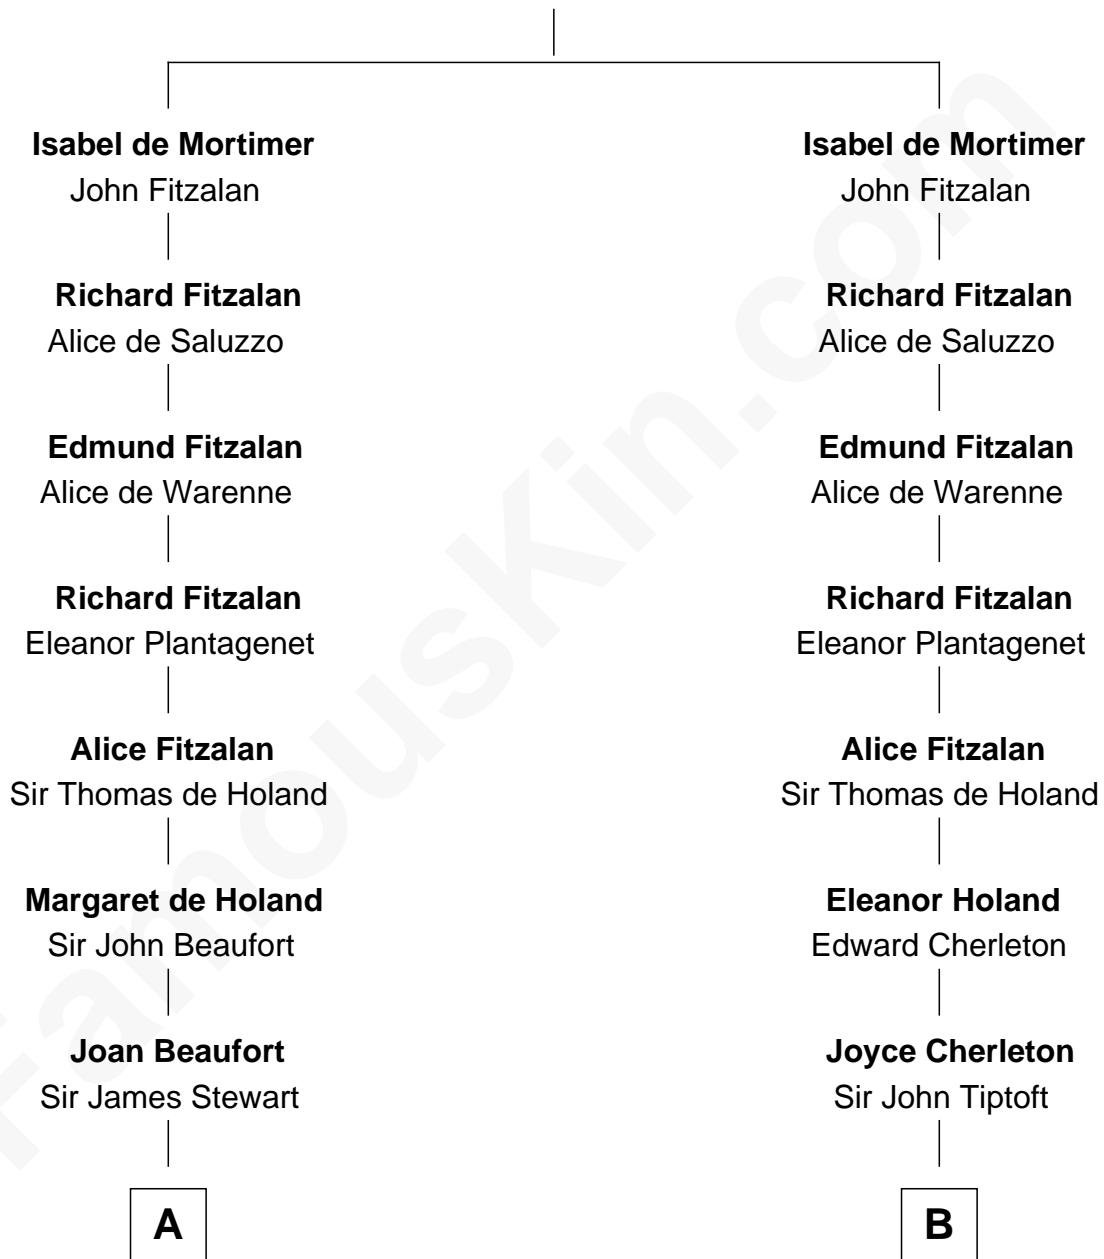 Isabel de Mortimer
John Fitzalan
Richard Fitzalan
Alice de Saluzzo
Edmund Fitzalan
Alice de Warenne
Richard Fitzalan
Eleanor Plantagenet
Alice Fitzalan
Sir Thomas de Holand
Margaret de Holand
Sir John Beaufort
Joan Beaufort
Sir James Stewart
A
Isabel de Mortimer
John Fitzalan
Richard Fitzalan
Alice de Saluzzo
Edmund Fitzalan
Alice de Warenne
Richard Fitzalan
Eleanor Plantagenet
Alice Fitzalan
Sir Thomas de Holand
Eleanor Holand
Edward Cherleton
Joyce Cherleton
Sir John Tiptoft
B
FamousKin.com